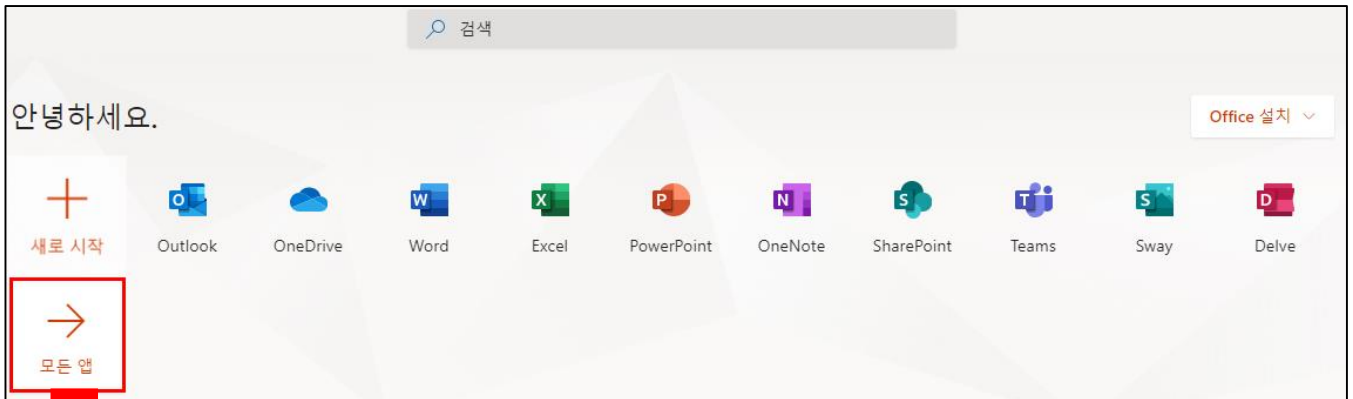 검색
안녕하세요.
Office 설치
새로 시작 Outlook OneDrive Word Excel PowerPoint OneNote SharePoint Teams Sway Delve
모든 앱